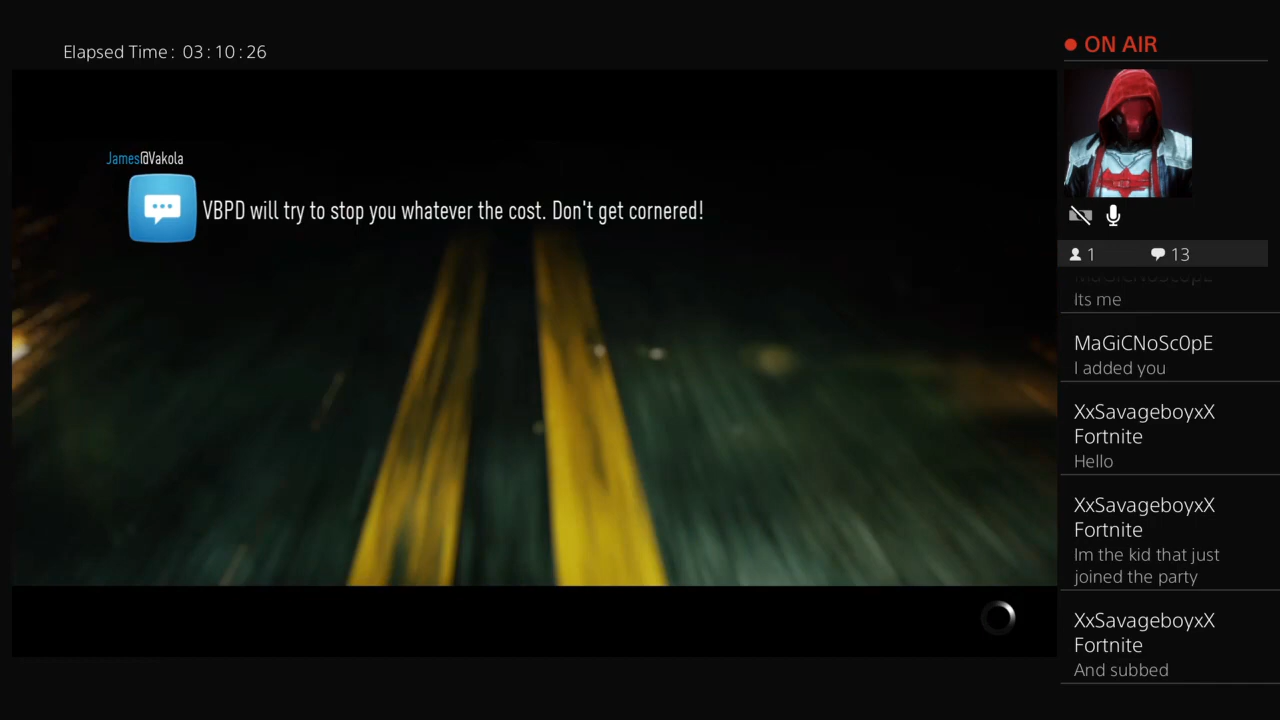 Elapsed Time: 03:10:26
ON AIR
James@Vakola
VBPD will try to stop you whatever the cost. Don't get cornered!
1
13
Its me
MaGiCNoSc0pE
I added you
XxSavageboyxX
Fortnite
Hello
XxSavageboyxX
Fortnite
Im the kid that just
joined the party
XxSavageboyxX
Fortnite
And subbed